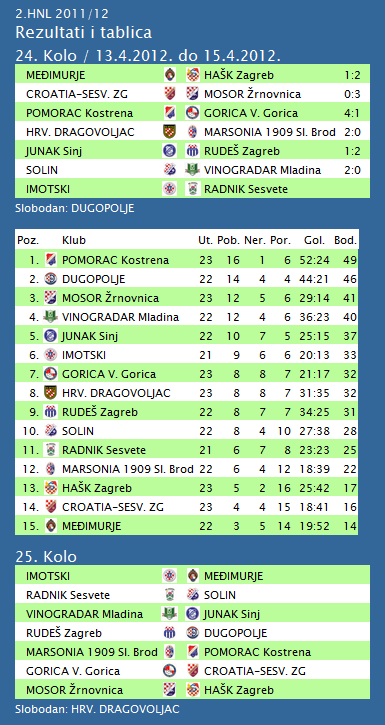 2.HNL 2011/12
Rezultati i tablica
24. Kolo / 13.4.2012. do 15.4.2012.
MEĐIMURJE HAŠK Zagreb 1:2
CROATIA-SESV. ZG MOSOR Žrnovnica 0:3
POMORAC Kostrena GORICA V. Gorica 4:1
HRV. DRAGOVOLJAC MARSONIA 1909 Sl. Brod 2:0
JUNAK Sinj RUDEŠ Zagreb 1:2
SOLIN VINOGRADAR Mladina 2:0
IMOTSKI RADNIK Sesvete
Slobodan: DUGOPOLJE
Poz. Klub Ut. Pob. Ner. Por. Gol. Bod.
1. POMORAC Kostrena 23 16 1 6 52:24 49
2. DUGOPOLJE 22 14 4 4 44:21 46
3. MOSOR Žrnovnica 23 12 5 6 29:14 41
4. VINOGRADAR Mladina 22 12 4 6 36:23 40
5. JUNAK Sinj 22 10 7 5 25:15 37
6. IMOTSKI 21 9 6 6 20:13 33
7. GORICA V. Gorica 23 8 8 7 21:17 32
8. HRV. DRAGOVOLJAC 23 8 8 7 31:35 32
9. RUDEŠ Zagreb 22 8 7 7 34:25 31
10. SOLIN 22 8 4 10 27:38 28
11. RADNIK Sesvete 21 6 7 8 23:23 25
12. MARSONIA 1909 Sl. Brod 22 6 4 12 18:39 22
13. HAŠK Zagreb 23 5 2 16 25:42 17
14. CROATIA-SESV. ZG 23 4 4 15 18:41 16
15. MEĐIMURJE 22 3 5 14 19:52 14
25. Kolo
IMOTSKI MEĐIMURJE
RADNIK Sesvete SOLIN
VINOGRADAR Mladina JUNAK Sinj
RUDEŠ Zagreb DUGOPOLJE
MARSONIA 1909 Sl. Brod POMORAC Kostrena
GORICA V. Gorica CROATIA-SESV. ZG
MOSOR Žrnovnica HAŠK Zagreb
Slobodan: HRV. DRAGOVOLJAC